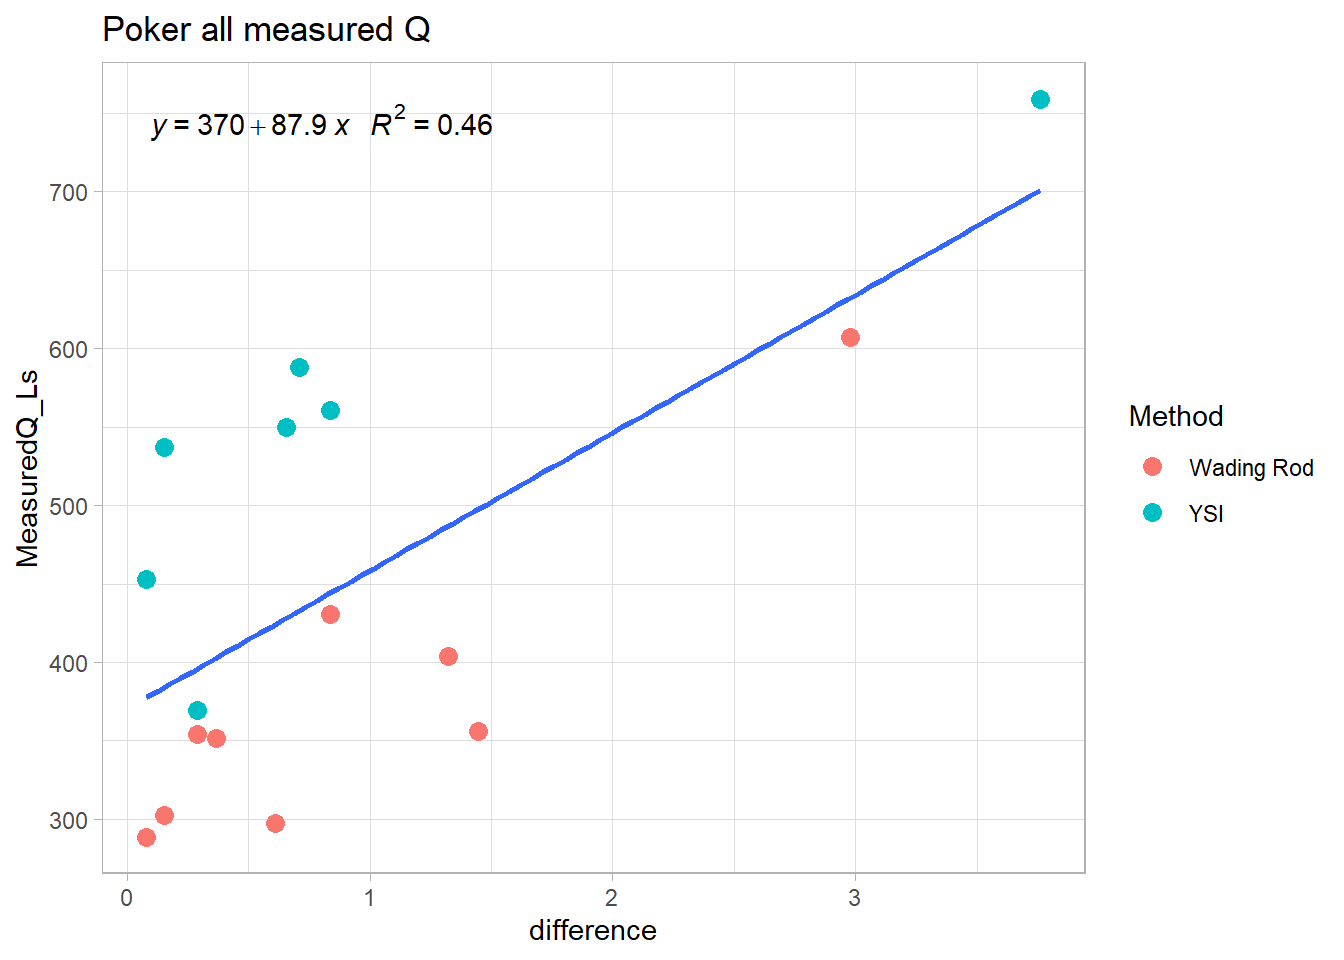 Poker all measured Q
y = 370 + 87.9 x R² = 0.46
MeasuredQ_Ls
700
600
500
400
300
0 1 2 3
difference
Method
Wading Rod
YSI